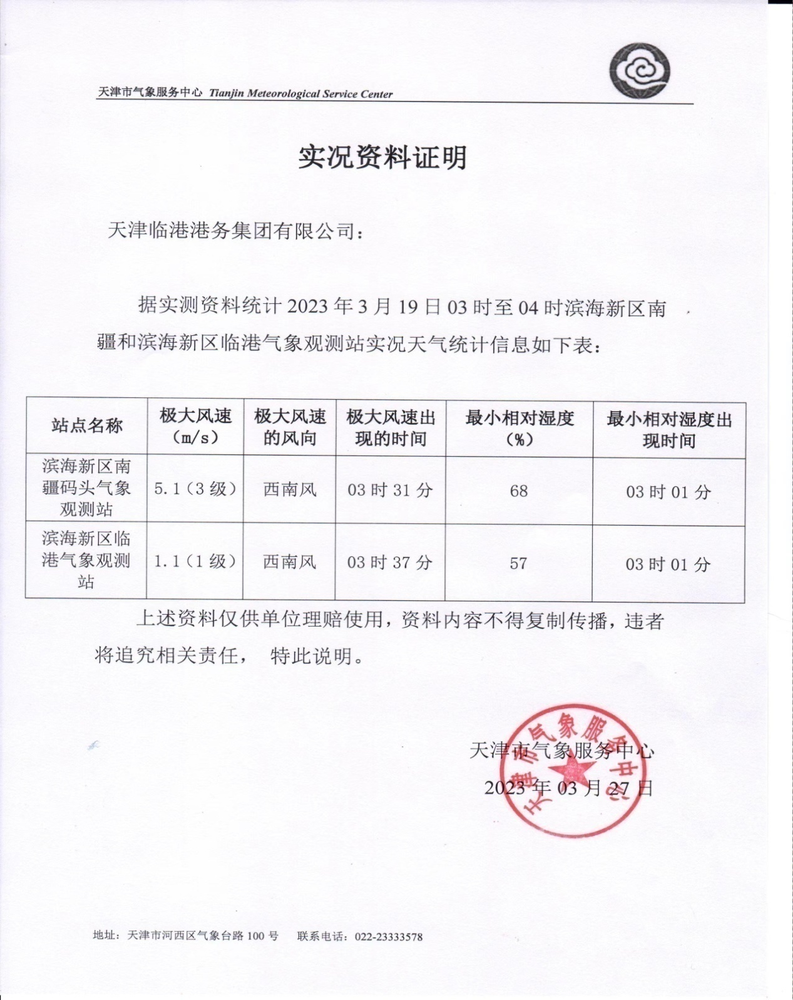 天津市气象服务中心 Tianjin Meteorological Service Center
实况资料证明
天津临港港务集团有限公司：
据实测资料统计 2023 年 3 月 19 日 03 时至 04 时滨海新区南
疆和滨海新区临港气象观测站实况天气统计信息如下表：
站点名称
极大风速
（m/s）
极大风速
的风向
极大风速出
现的时间
最小相对湿度
（%）
最小相对湿度出
现时间
滨海新区南
疆码头气象
观测站
5.1（3 级）
西南风
03 时 31 分
68
03 时 01 分
滨海新区临
港气象观测
站
1.1（1 级）
西南风
03 时 37 分
57
03 时 01 分
上述资料仅供单位理赔使用，资料内容不得复制传播，违者
将追究相关责任， 特此说明。
天津市气象服务中心
天津市气象服务中心
2023 年 03 月 27 日
地址：天津市河西区气象台路 100 号 联系电话：022-23333578